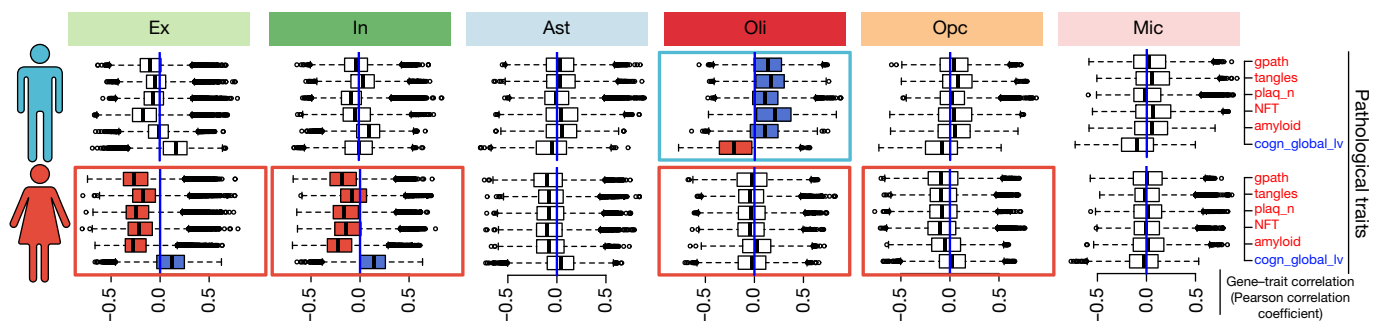 Ex In Ast Oli Opc Mic
gpath
tangles
plaq_n
NFT
amyloid
cogn_global_lv
gpath
tangles
plaq_n
NFT
amyloid
cogn_global_lv
Pathological traits
-0.5 0.0 0.5 -0.5 0.0 0.5 -0.5 0.0 0.5 -0.5 0.0 0.5 -0.5 0.0 0.5 -0.5 0.0 0.5
Gene–trait correlation
(Pearson correlation
coefficient)